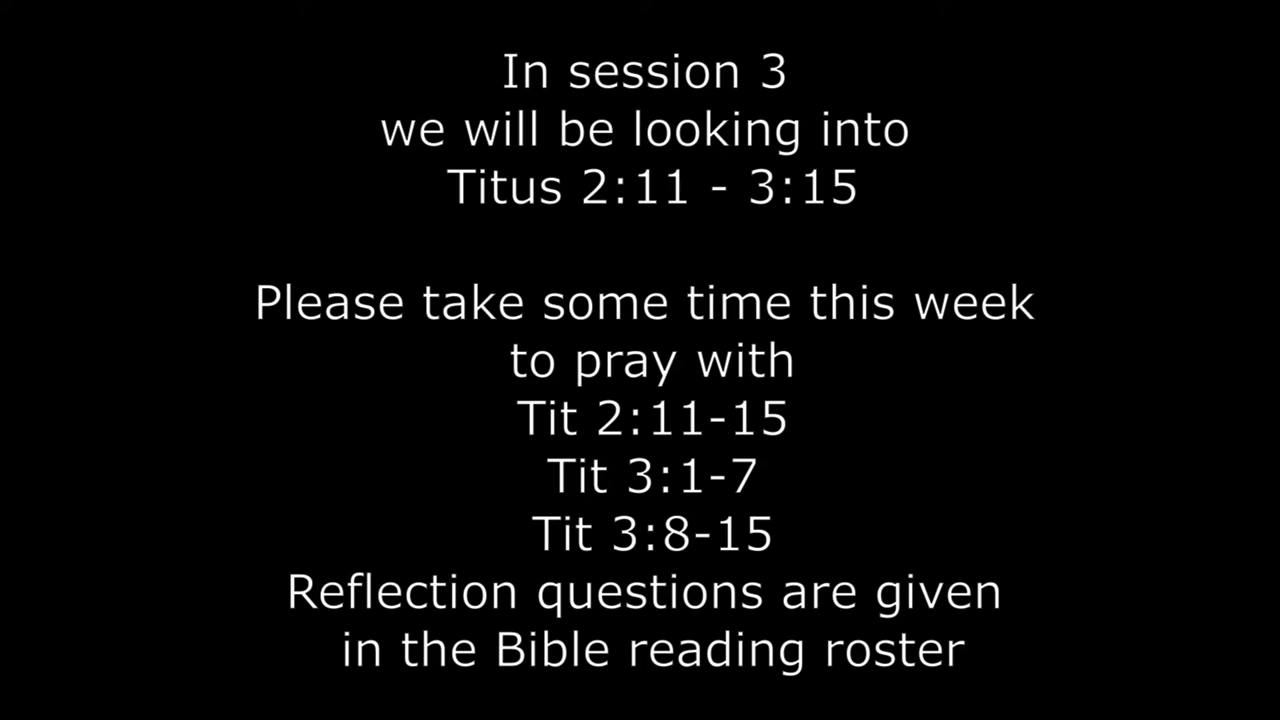 In session 3
we will be looking into
Titus 2:11 - 3:15
Please take some time this week
to pray with
Tit 2:11-15
Tit 3:1-7
Tit 3:8-15
Reflection questions are given
in the Bible reading roster